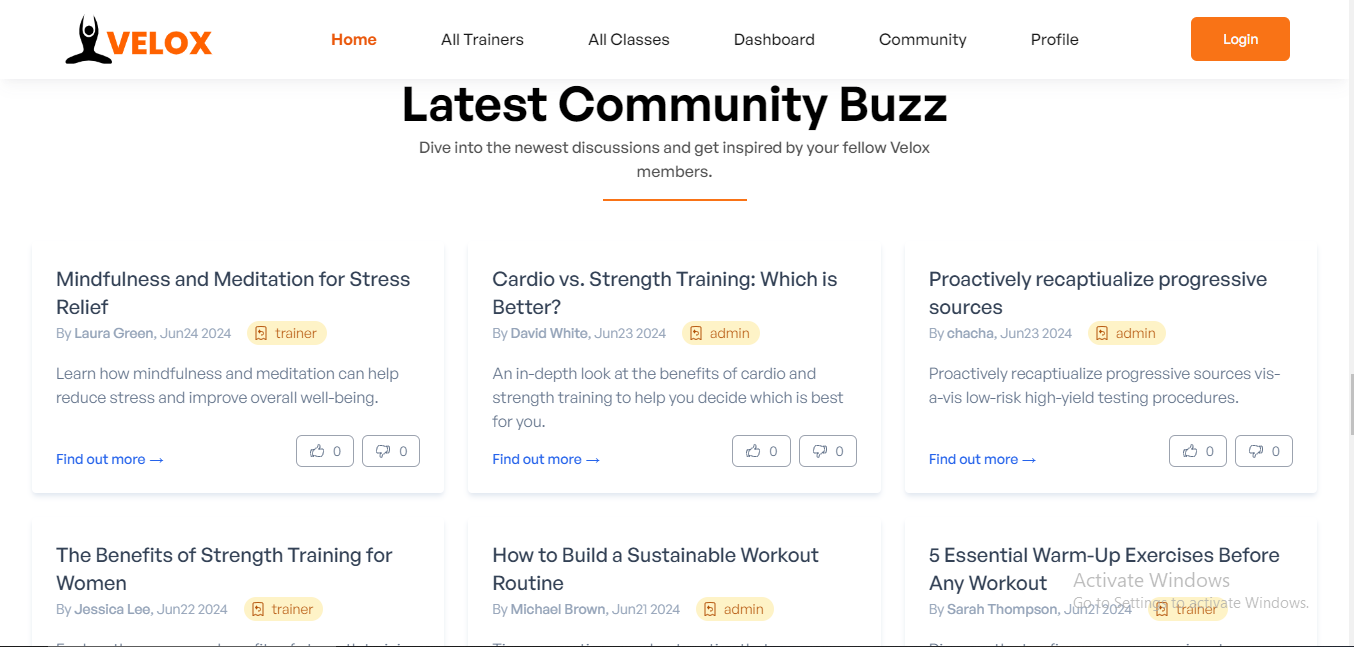 VELOX Home All Trainers All Classes Dashboard Community Profile Login
Latest Community Buzz
Dive into the newest discussions and get inspired by your fellow Velox
members.
Mindfulness and Meditation for Stress
Relief
By Laura Green, Jun24 2024 trainer
Learn how mindfulness and meditation can help
reduce stress and improve overall well-being.
Find out more → 0 0
Cardio vs. Strength Training: Which is
Better?
By David White, Jun23 2024 admin
An in-depth look at the benefits of cardio and
strength training to help you decide which is best
for you.
Find out more → 0 0
Proactively recaptiualize progressive
sources
By chacha, Jun23 2024 admin
Proactively recaptiualize progressive sources vis-
a-vis low-risk high-yield testing procedures.
Find out more → 0 0
The Benefits of Strength Training for
Women
By Jessica Lee, Jun22 2024 trainer
How to Build a Sustainable Workout
Routine
By Michael Brown, Jun21 2024 admin
5 Essential Warm-Up Exercises Before
Any Workout
By Sarah Thompson, Jun21 2024 trainer
Activate Windows
Go to Settings to activate Windows.